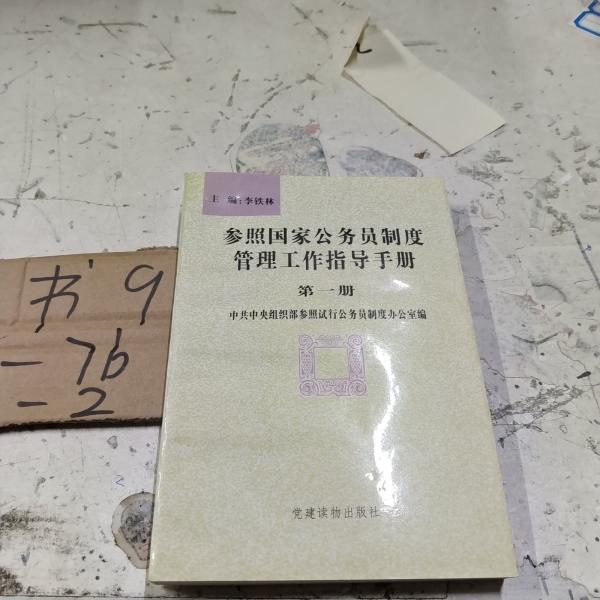 主 编:李铁林
参照国家公务员制度
管理工作指导手册
第一册
中共中央组织部参照试行公务员制度办公室编
党建读物出版社
书9
-76
-2